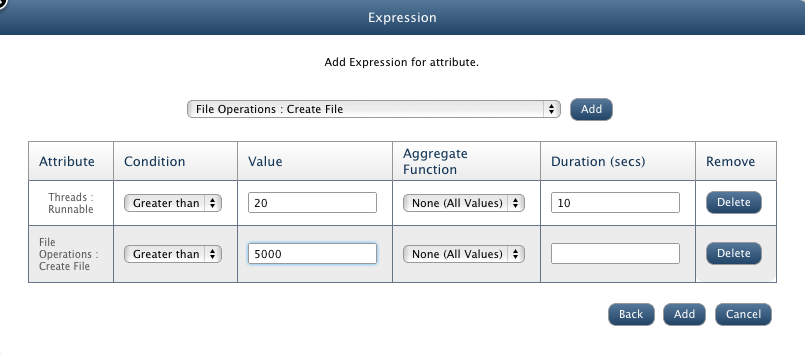 Expression
Add Expression for attribute.
File Operations : Create File Add
Attribute Condition Value Aggregate Function Duration (secs) Remove
Threads : Runnable Greater than 20 None (All Values) 10 Delete
File Operations : Create File Greater than 5000 None (All Values) Delete
Back Add Cancel